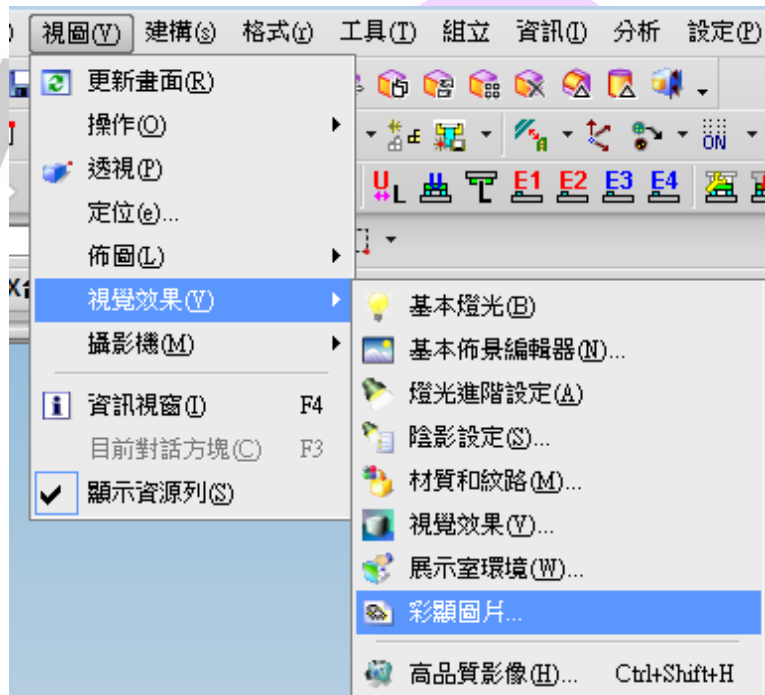 視圖(V) 建構(s) 格式(r) 工具(T) 組立 資訊(I) 分析 設定(P)
更新畫面(R)
操作(O)
ON
透視(P)
U L T E1 E2 E3 E4
定位(e)...
佈圖(L)
視覺效果(V)
攝影機(M)
資訊視窗(I) F4
目前對話方塊(C) F3
顯示資源列(S)
基本燈光(B)
基本佈景編輯器(N)...
燈光進階設定(A)
陰影設定(S)...
材質和紋路(M)...
視覺效果(V)...
展示室環境(W)...
彩顯圖片...
高品質影像(H)... Ctrl+Shift+H